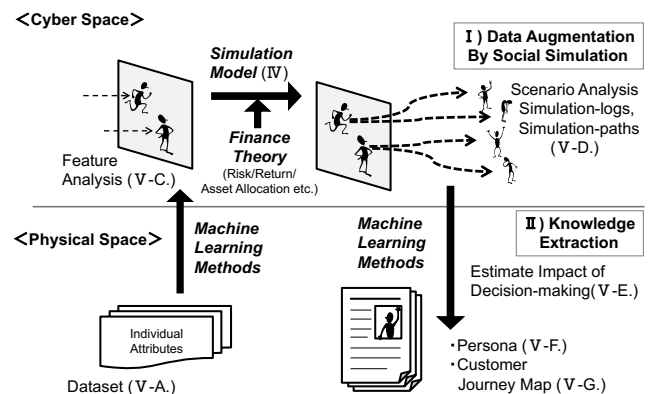 <Cyber Space>
Simulation
Model (Ⅳ)
Ⅰ) Data Augmentation
By Social Simulation
Scenario Analysis
Simulation-logs,
Simulation-paths
(Ⅴ-D.)
Finance
Theory
(Risk/Return/
Asset Allocation etc.)
Feature
Analysis (Ⅴ-C.)
<Physical Space>
Machine
Learning
Methods
Machine
Learning
Methods
Ⅱ) Knowledge
Extraction
Estimate Impact of
Decision-making(Ⅴ-E.)
Individual
Attributes
Dataset (Ⅴ-A.)
・Persona (Ⅴ-F.)
・Customer
Journey Map (Ⅴ-G.)